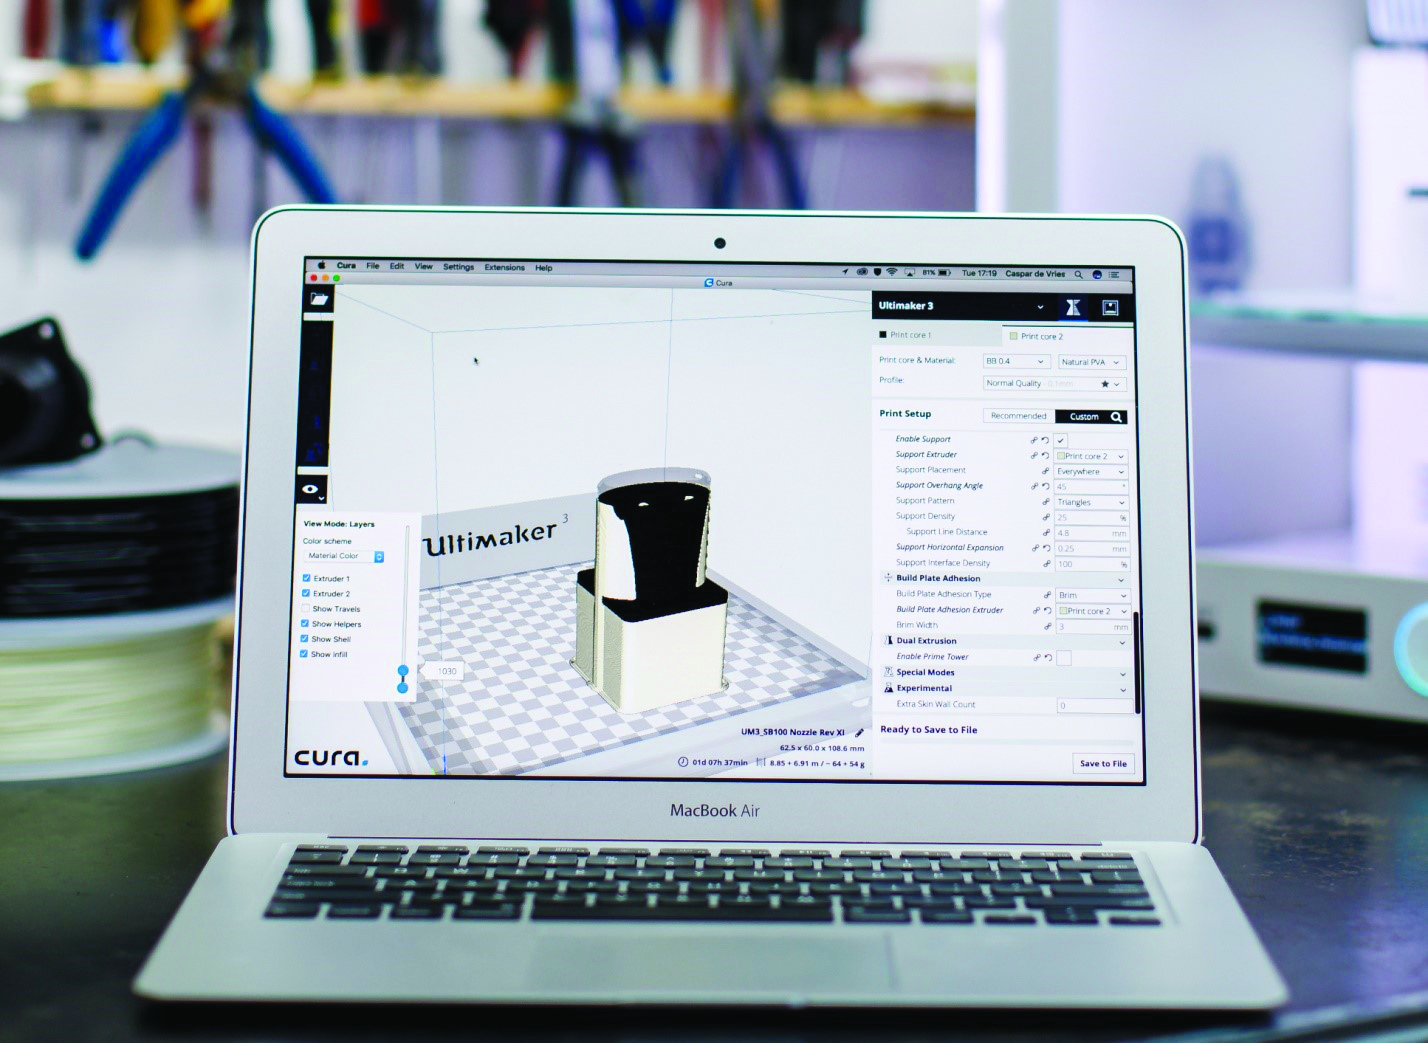 Cura File Edit View Settings Extensions Help
81% Tue 17:19 Caspar de Vries
Cura
Ultimaker 3
Print core 1
Print core 2
Print core & Material: BB 0.4 Natural PVA
Profile: Normal Quality - 0.1mm
Print Setup Recommended Custom
Enable Support
Support Extruder Print core 2
Support Placement Everywhere
Support Overhang Angle 45 °
Support Pattern Triangles
Support Density 25 %
Support Line Distance 4.8 mm
Support Horizontal Expansion 0.25 mm
Support Interface Density 100 %
Build Plate Adhesion
Build Plate Adhesion Type Brim
Build Plate Adhesion Extruder Print core 2
Brim Width 3 mm
Dual Extrusion
Enable Prime Tower
Special Modes
Experimental
Extra Skin Wall Count 0
Ready to Save to File
Save to File
View Mode: Layers
Color scheme
Material Color
Extruder 1
Extruder 2
Show Travels
Show Helpers
Show Shell
Show Infill
1030
Ultimaker 3
UM3_SB100 Nozzle Rev XI
62.5 x 60.0 x 108.6 mm
01d 07h 37min 8.85 + 6.91 m / ~ 64 + 54 g
cura.
MacBook Air